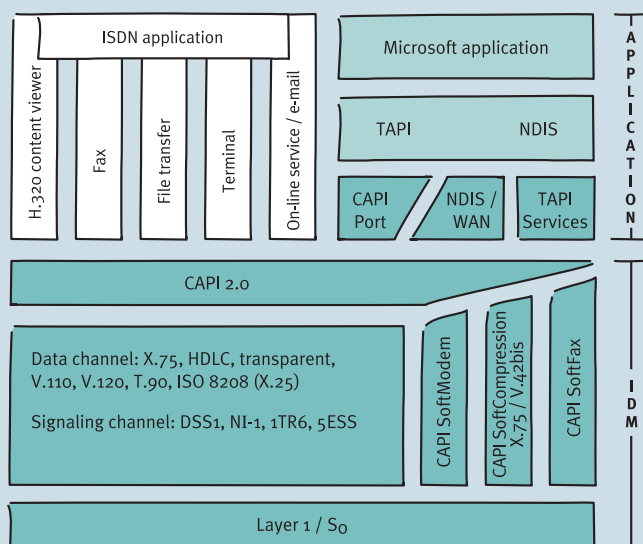 ISDN application
H.320 content viewer
Fax
File transfer
Terminal
On-line service / e-mail
Microsoft application
TAPI NDIS
CAPI
Port
NDIS /
WAN
TAPI
Services
APPLICATION
CAPI 2.0
Data channel: X.75, HDLC, transparent,
V.110, V.120, T.90, ISO 8208 (X.25)
Signaling channel: DSS1, NI-1, 1TR6, 5ESS
CAPI SoftModem
CAPI SoftCompression
X.75 / V.42bis
CAPI SoftFax
IDM
Layer 1 / S0